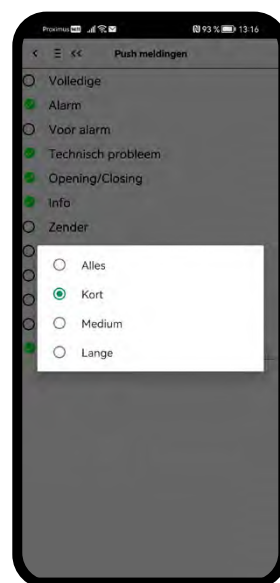 Proximus 93 % 13:16
< << Push meldingen
Volledige
Alarm
Voor alarm
Technisch probleem
Opening/Closing
Info
Zender
Alles
Kort
Medium
Lange